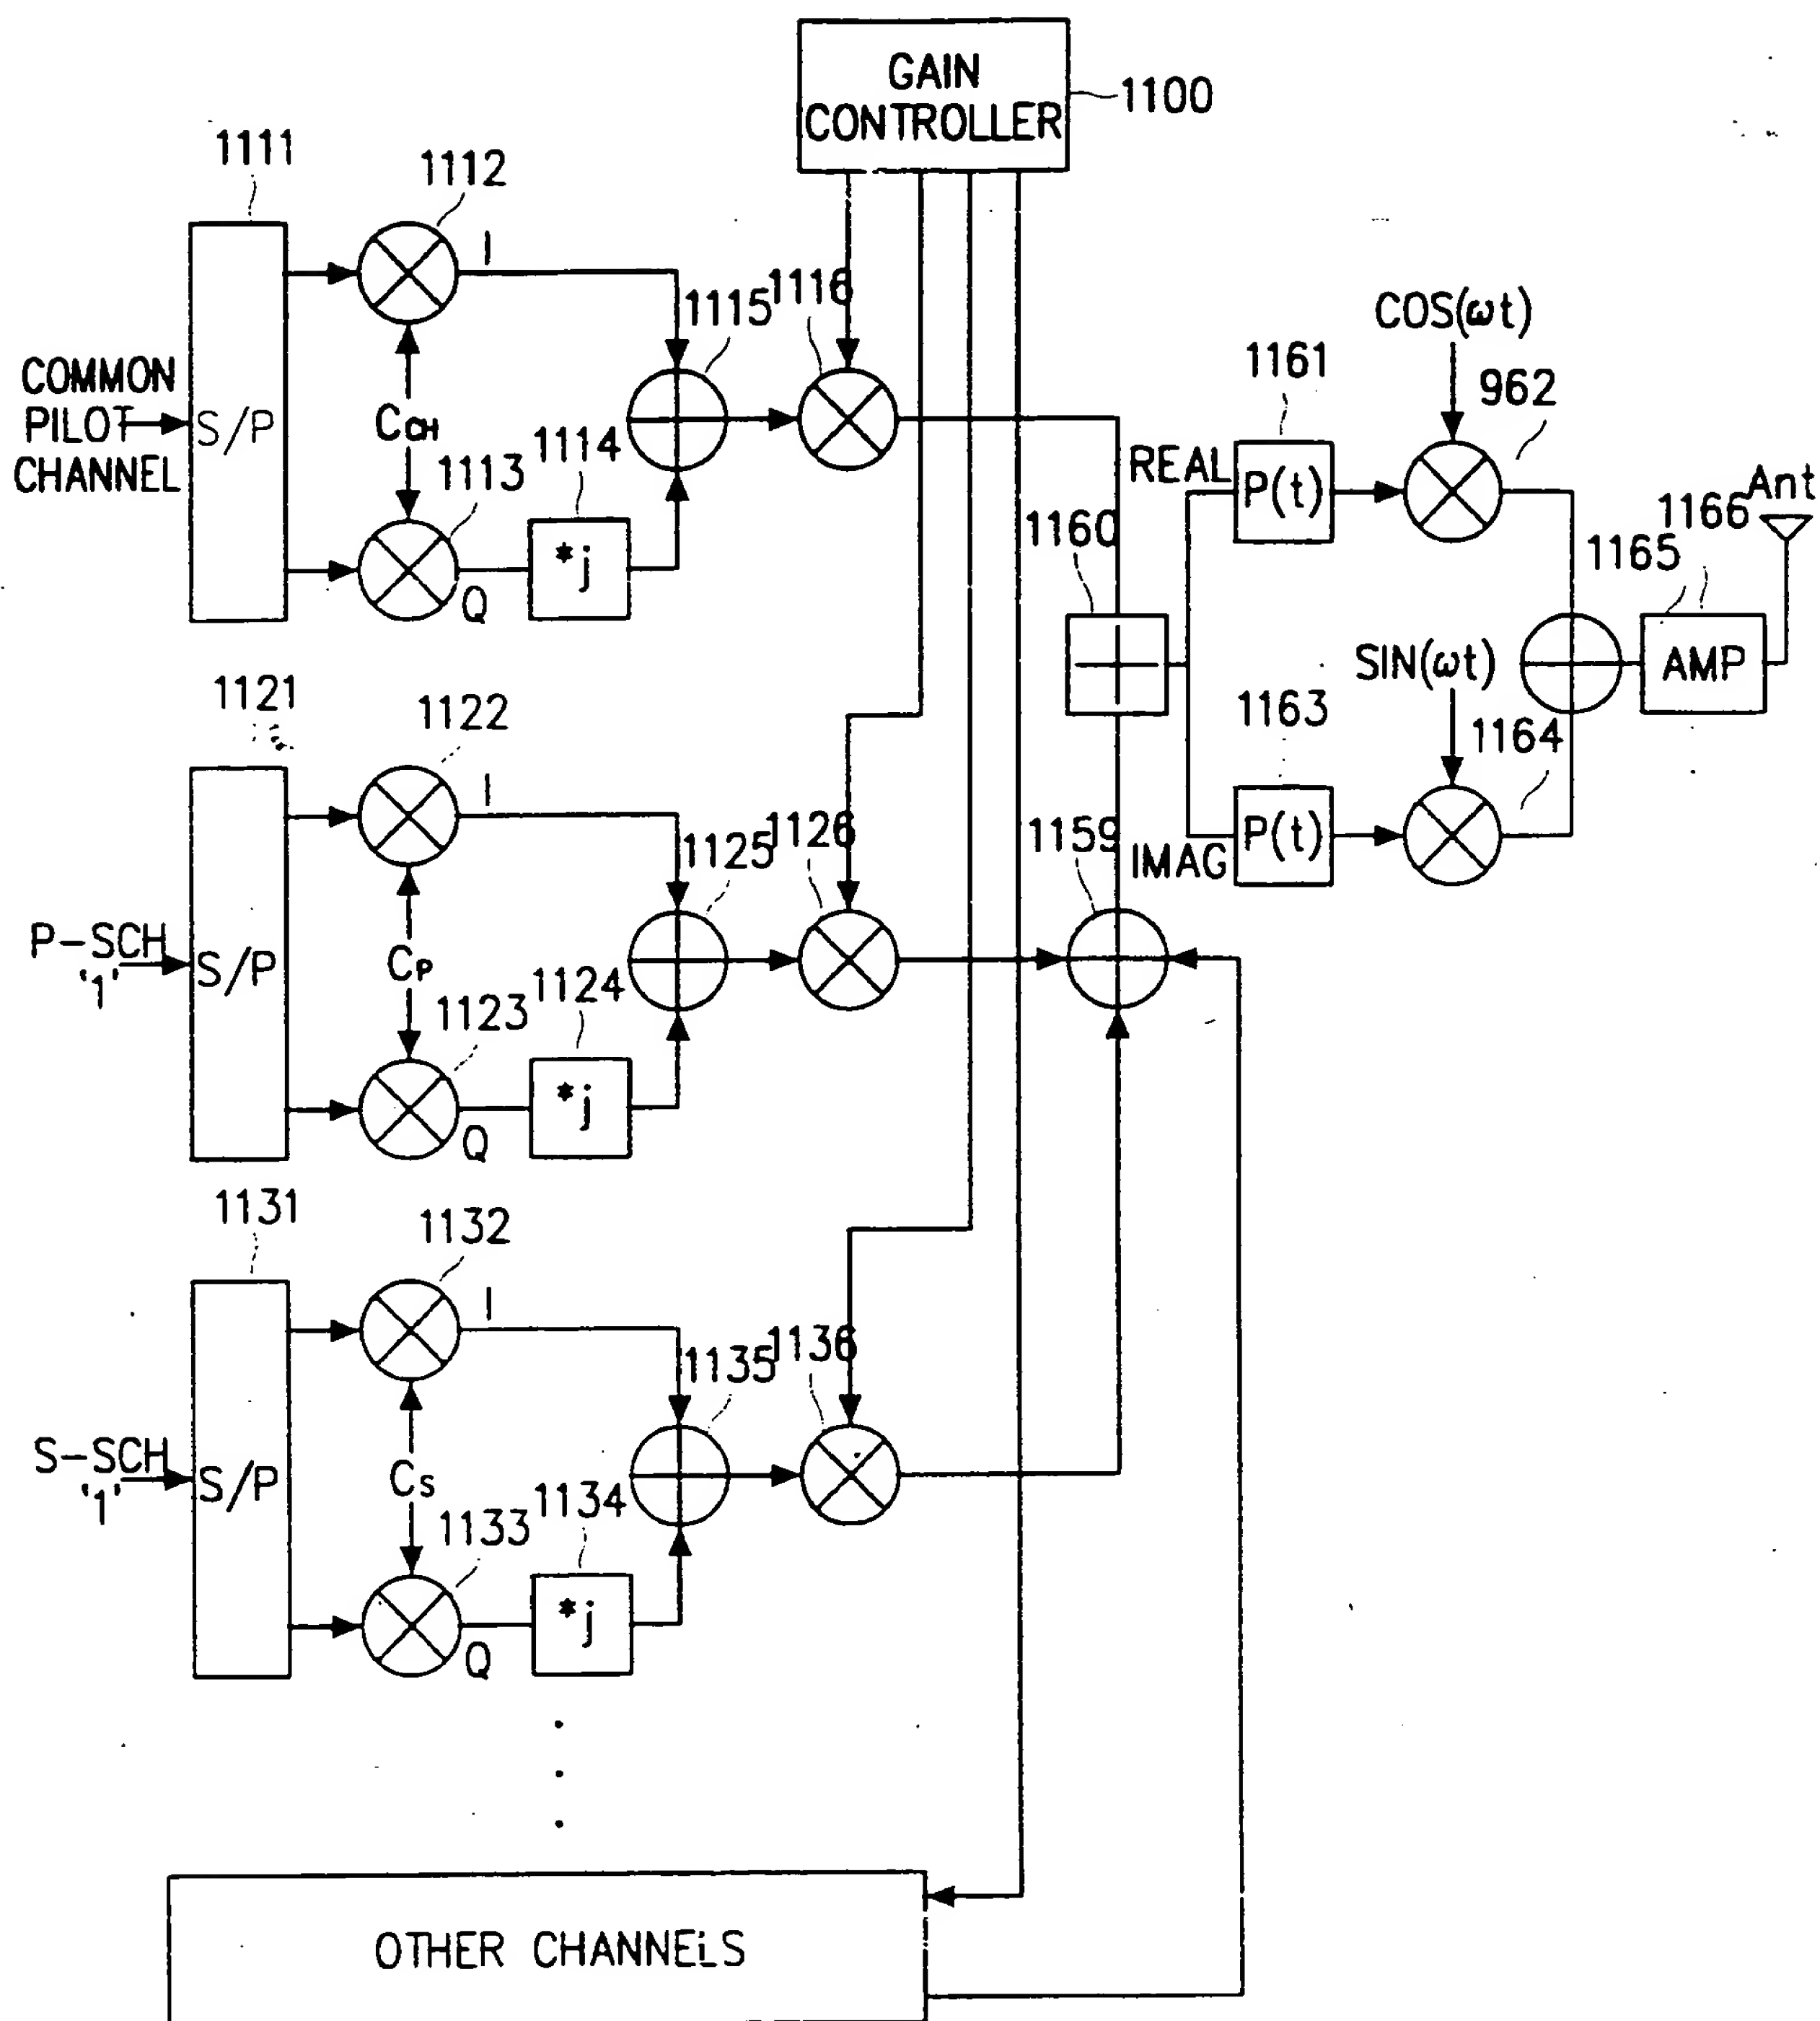 GAIN
CONTROLLER
1100
1111
1112
I
1115
1116
COMMON
PILOT
CHANNEL
S/P
CCH
1113
1114
*j
Q
COS(ωt)
1161
962
REAL
P(t)
1160
1165
1166
Ant
AMP
SIN(ωt)
1163
1164
1159
IMAG
P(t)
1121
1122
I
1125
1126
P-SCH
'1'
S/P
CP
1123
1124
*j
Q
1131
1132
I
1135
1136
S-SCH
'1'
S/P
CS
1133
1134
*j
Q
OTHER CHANNELS